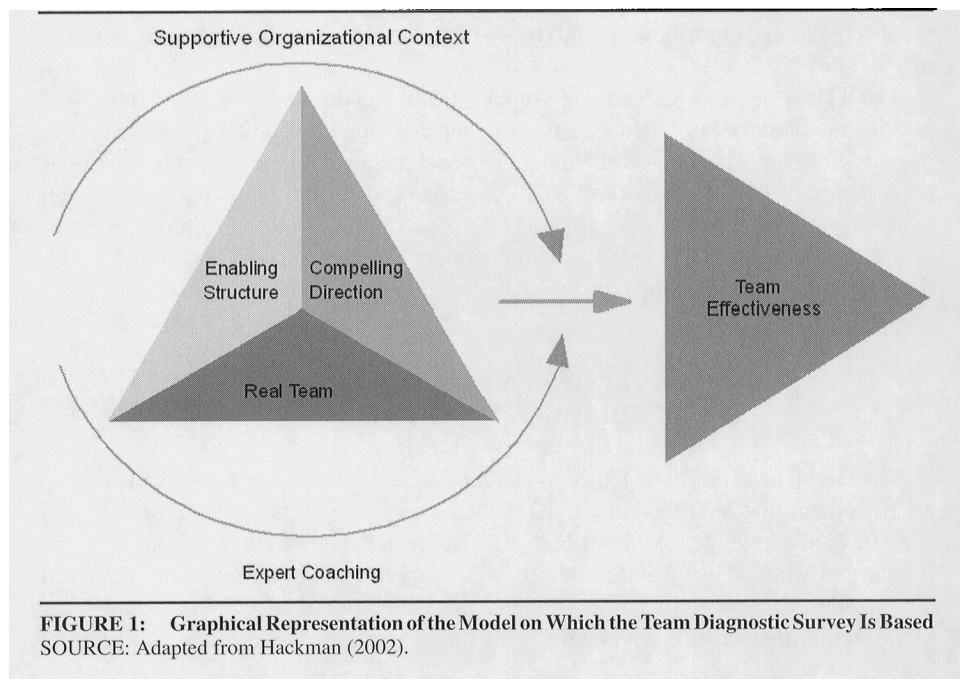 Supportive Organizational Context
Enabling
Structure
Compelling
Direction
Real Team
Team
Effectiveness
Expert Coaching
FIGURE 1: Graphical Representation of the Model on Which the Team Diagnostic Survey Is Based
SOURCE: Adapted from Hackman (2002).